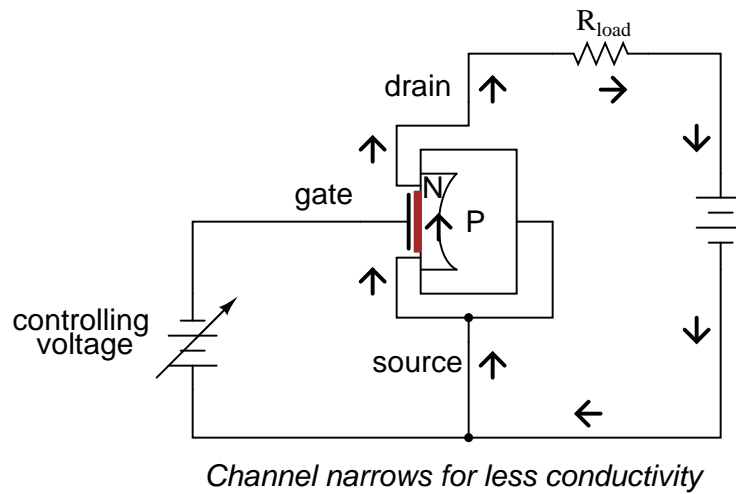 R_load
drain
N
gate
P
controlling
voltage
source
Channel narrows for less conductivity